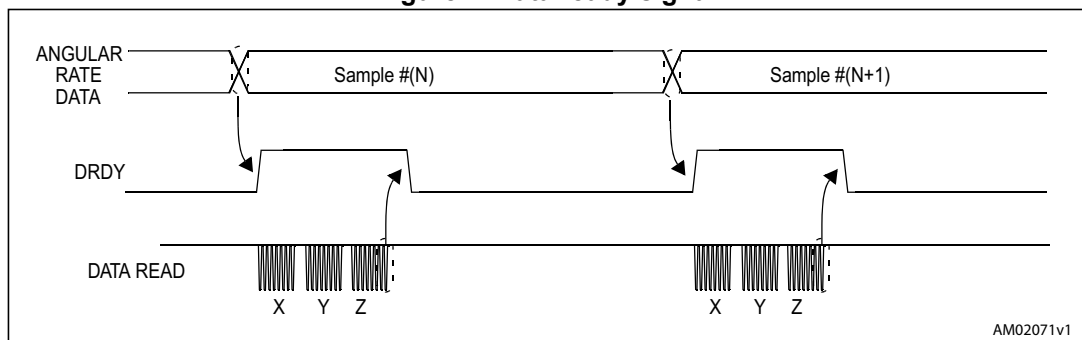 ANGULAR
RATE
DATA
Sample #(N)
Sample #(N+1)
DRDY
DATA READ
X Y Z
X Y Z
AM02071v1